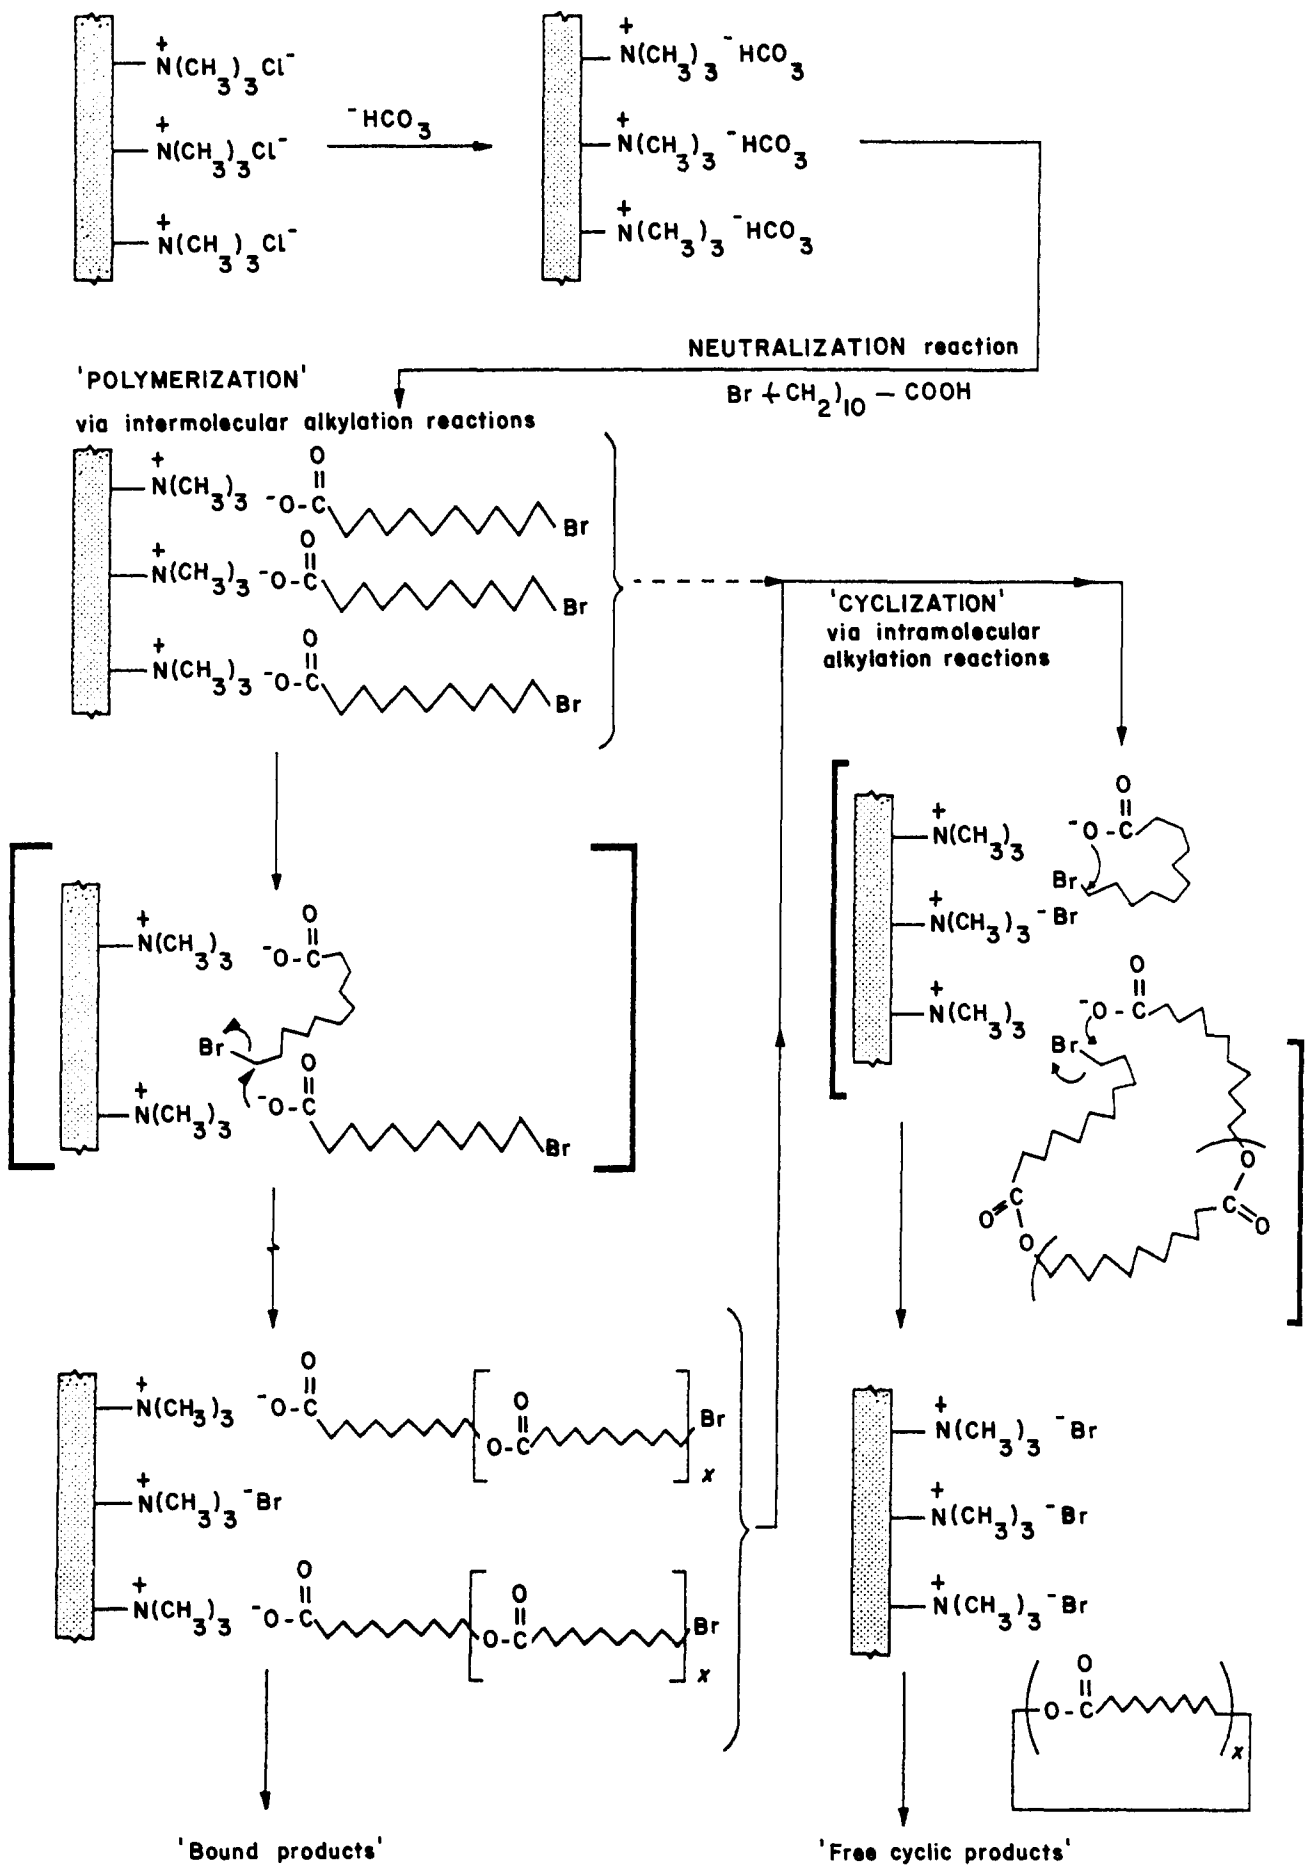 +
N(CH3)3Cl-
+
N(CH3)3Cl-
+
N(CH3)3Cl-
-HCO3
+
N(CH3)3 -HCO3
+
N(CH3)3 -HCO3
+
N(CH3)3 -HCO3
NEUTRALIZATION reaction
Br(CH2)10 — COOH
'POLYMERIZATION'
via intermolecular alkylation reactions
+
N(CH3)3 -O-C
O
Br
+
N(CH3)3 -O-C
O
Br
+
N(CH3)3 -O-C
O
Br
'CYCLIZATION'
via intramolecular
alkylation reactions
+
N(CH3)3 -O-C
O
Br
+
N(CH3)3 -O-C
O
Br
+
N(CH3)3 -O-C
O
[ O-C
O
]x Br
+
N(CH3)3 -Br
+
N(CH3)3 -O-C
O
[ O-C
O
]x Br
'Bound products'
+
N(CH3)3 -O-C
O
Br
+
N(CH3)3 -Br
+
N(CH3)3 -O-C
O
Br
O
C
O
O
C
O
+
N(CH3)3 -Br
+
N(CH3)3 -Br
+
N(CH3)3 -Br
O
( O-C )x
'Free cyclic products'